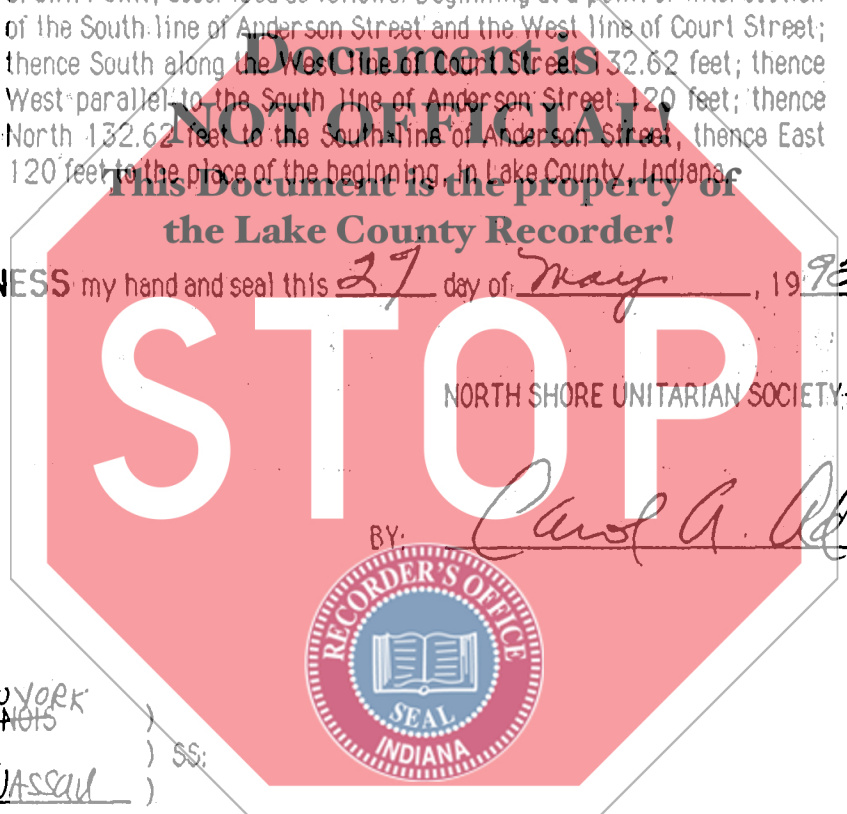 of the South line of Anderson Street and the West line of Court Street;
thence South along the West line of Court Street 132.62 feet; thence
West parallel to the South line of Anderson Street 120 feet; thence
North 132.62 feet to the South line of Anderson Street, thence East
120 feet to the place of the beginning, in Lake County, Indiana.
Document is
NOT OFFICIAL!
This Document is the property of
the Lake County Recorder!
NESS my hand and seal this 27 day of May, 19
STOP
NORTH SHORE UNITARIAN SOCIETY
BY: Carol A.
RECORDER'S OFFICE
SEAL
INDIANA
YORK
) SS: